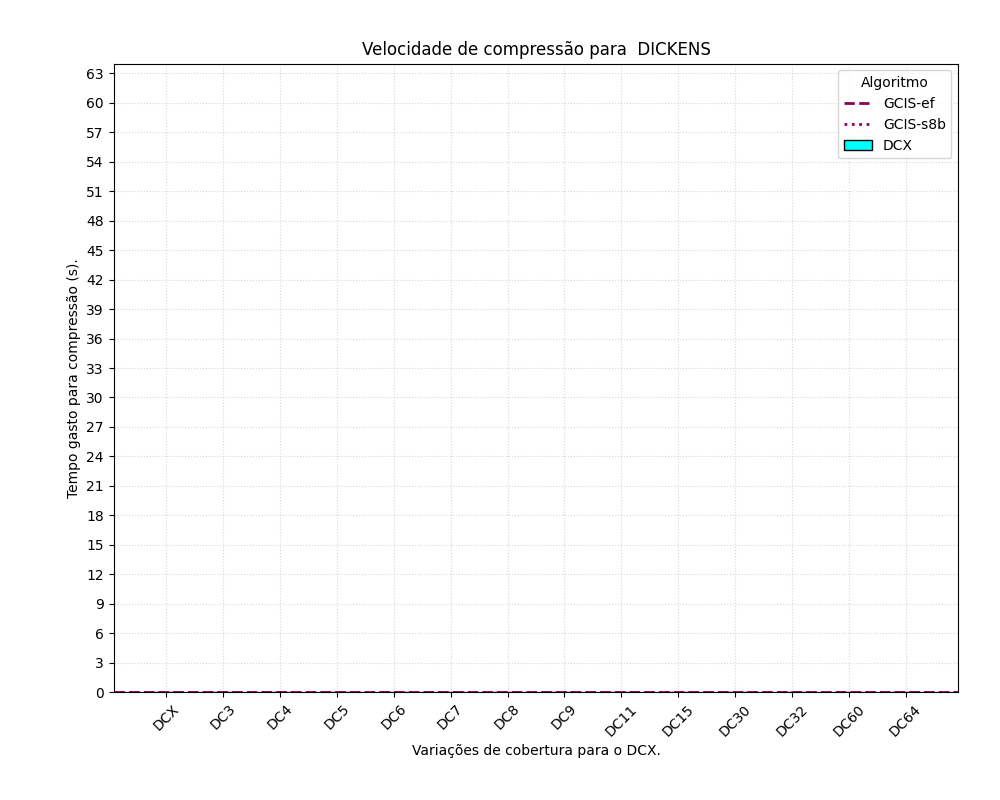 Velocidade de compressão para  DICKENS
Algoritmo
GCIS-ef
GCIS-s8b
DCX
Tempo gasto para compressão (s).
63
60
57
54
51
48
45
42
39
36
33
30
27
24
21
18
15
12
9
6
3
0
DCX DC3 DC4 DC5 DC6 DC7 DC8 DC9 DC11 DC15 DC30 DC32 DC60 DC64
Variações de cobertura para o DCX.